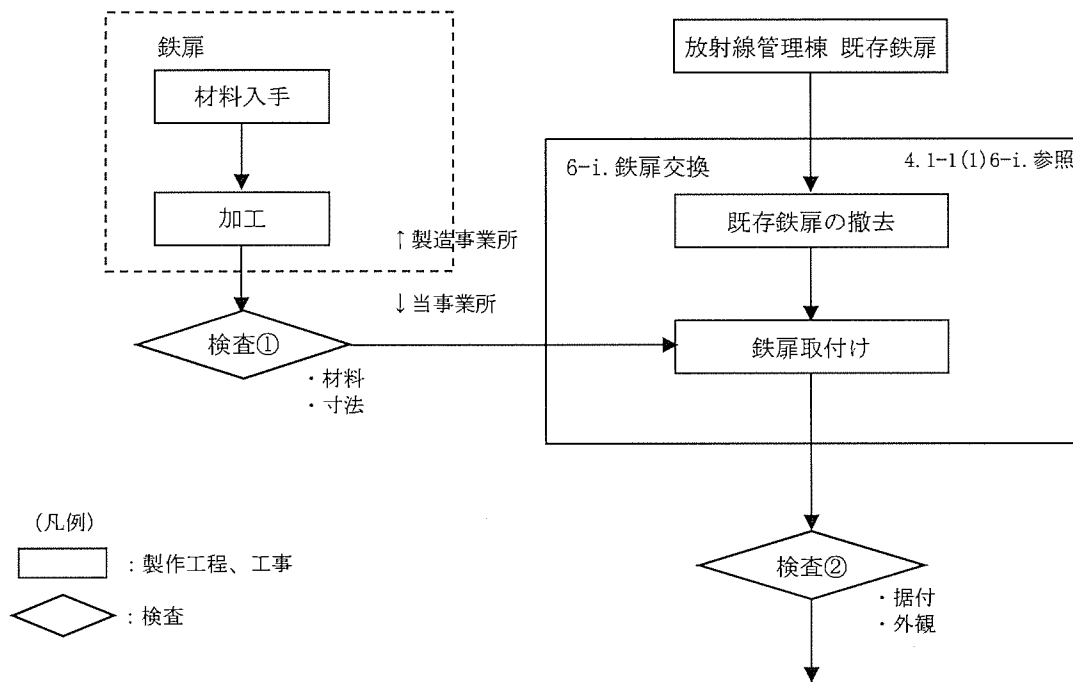 鉄扉
材料入手
加工
↑製造事業所
↓当事業所
検査①
・材料
・寸法
放射線管理棟 既存鉄扉
6-i.鉄扉交換
4.1-1(1)6-i.参照
既存鉄扉の撤去
鉄扉取付け
検査②
・据付
・外観
(凡例)
：製作工程、工事
：検査